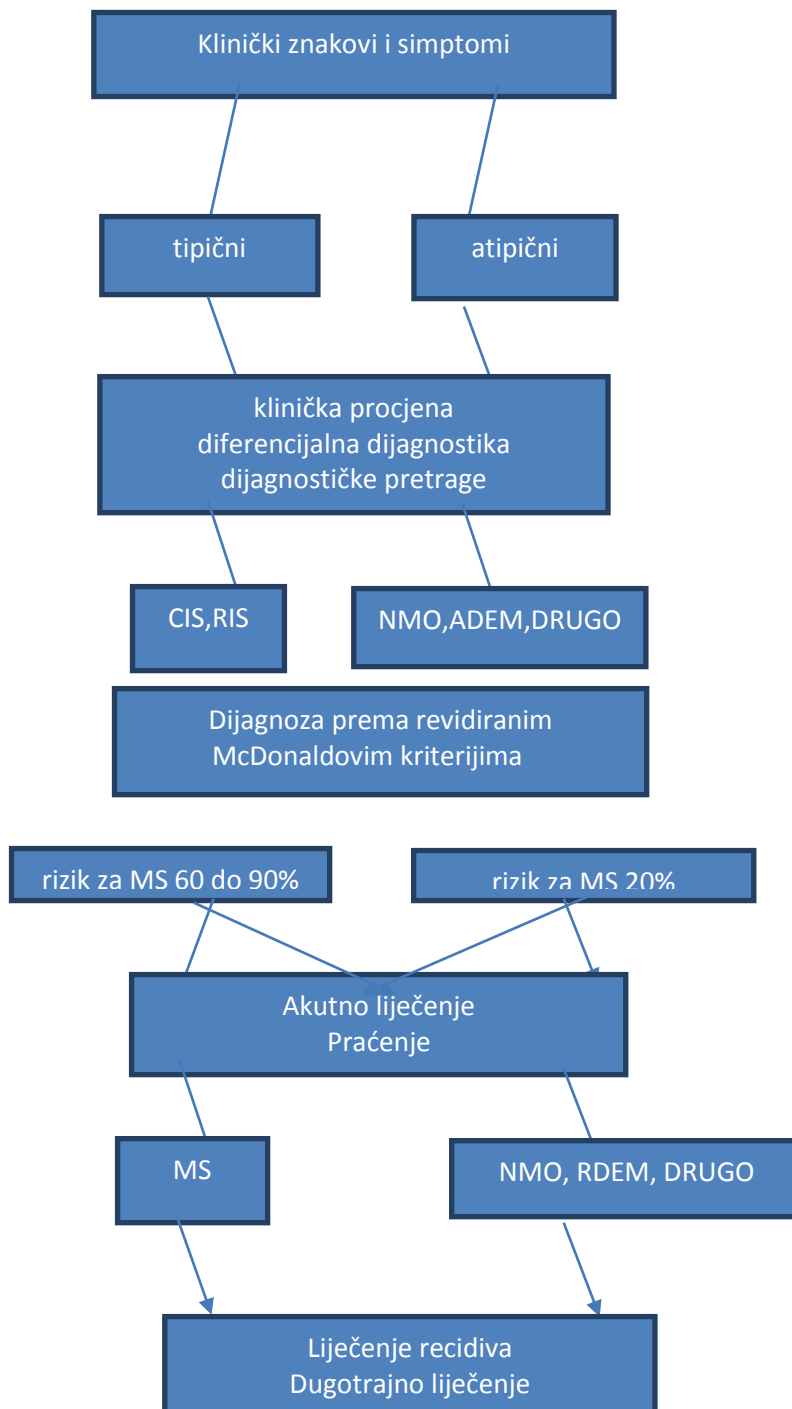 Klinički znakovi i simptomi
tipični
atipični
klinička procjena
diferencijalna dijagnostika
dijagnostičke pretrage
CIS,RIS
NMO,ADEM,DRUGO
Dijagnoza prema revidiranim
McDonaldovim kriterijima
rizik za MS 60 do 90%
rizik za MS 20%
Akutno liječenje
Praćenje
MS
NMO, RDEM, DRUGO
Liječenje recidiva
Dugotrajno liječenje